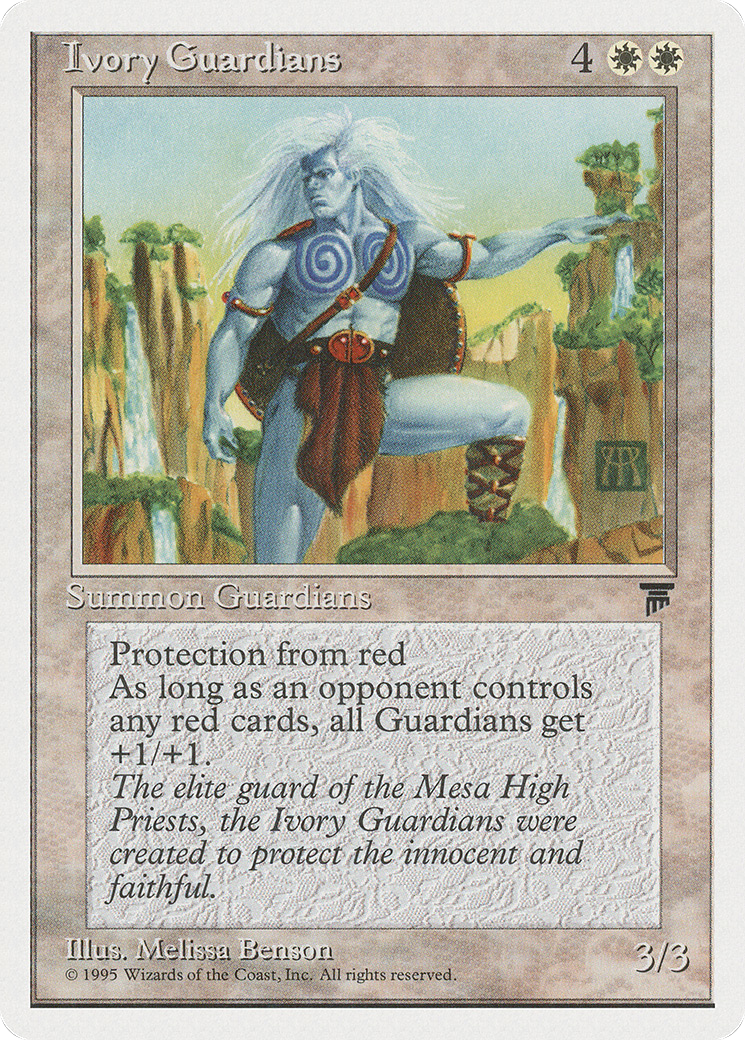 Ivory Guardians 4
Summon Guardians
Protection from red
As long as an opponent controls
any red cards, all Guardians get
+1/+1.
The elite guard of the Mesa High
Priests, the Ivory Guardians were
created to protect the innocent and
faithful.
Illus. Melissa Benson
3/3
© 1995 Wizards of the Coast, Inc. All rights reserved.